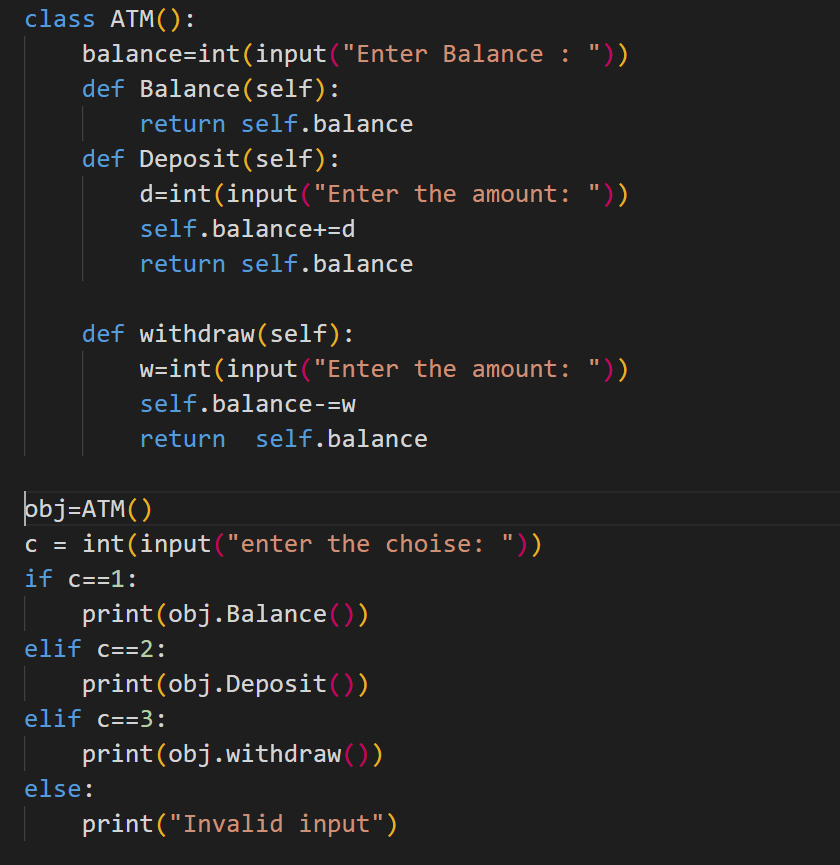 class ATM():
    balance=int(input("Enter Balance : "))
    def Balance(self):
        return self.balance
    def Deposit(self):
        d=int(input("Enter the amount: "))
        self.balance+=d
        return self.balance

    def withdraw(self):
        w=int(input("Enter the amount: "))
        self.balance-=w
        return  self.balance

obj=ATM()
c = int(input("enter the choise: "))
if c==1:
    print(obj.Balance())
elif c==2:
    print(obj.Deposit())
elif c==3:
    print(obj.withdraw())
else:
    print("Invalid input")